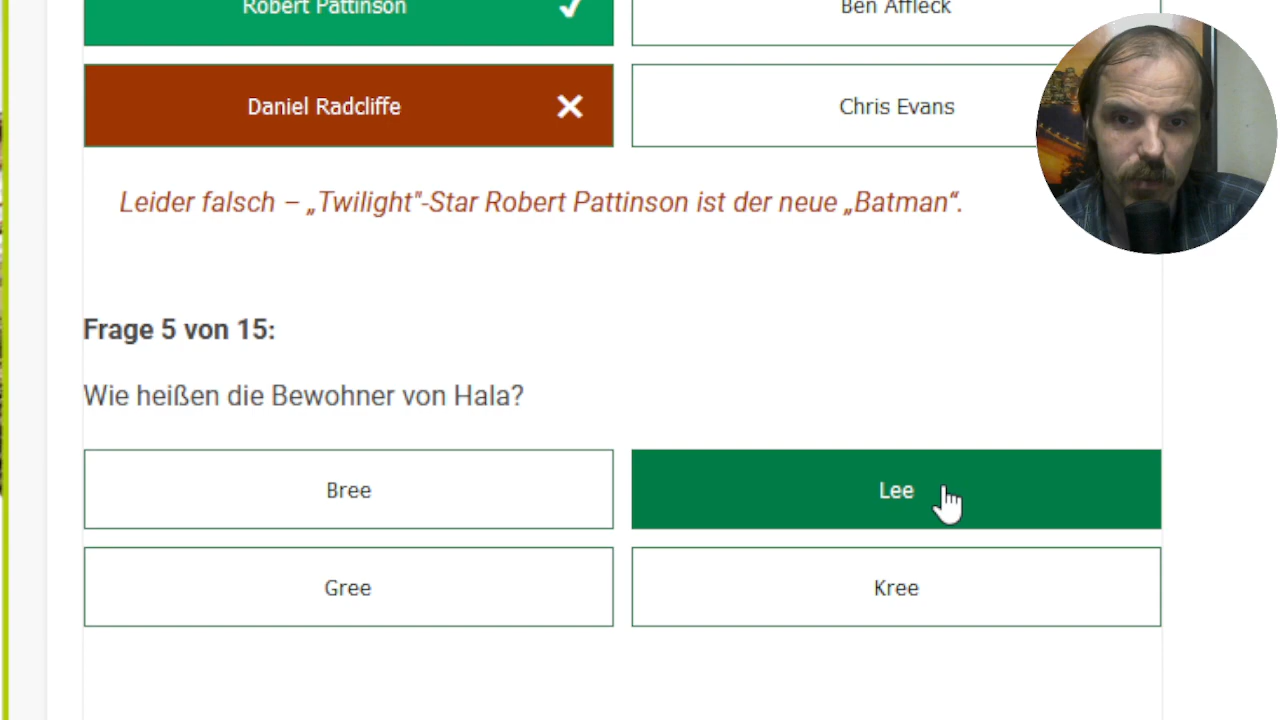 Robert Pattinson
Ben Affleck
Daniel Radcliffe
Chris Evans
Leider falsch – „Twilight"-Star Robert Pattinson ist der neue „Batman“.
Frage 5 von 15:
Wie heißen die Bewohner von Hala?
Bree
Lee
Gree
Kree